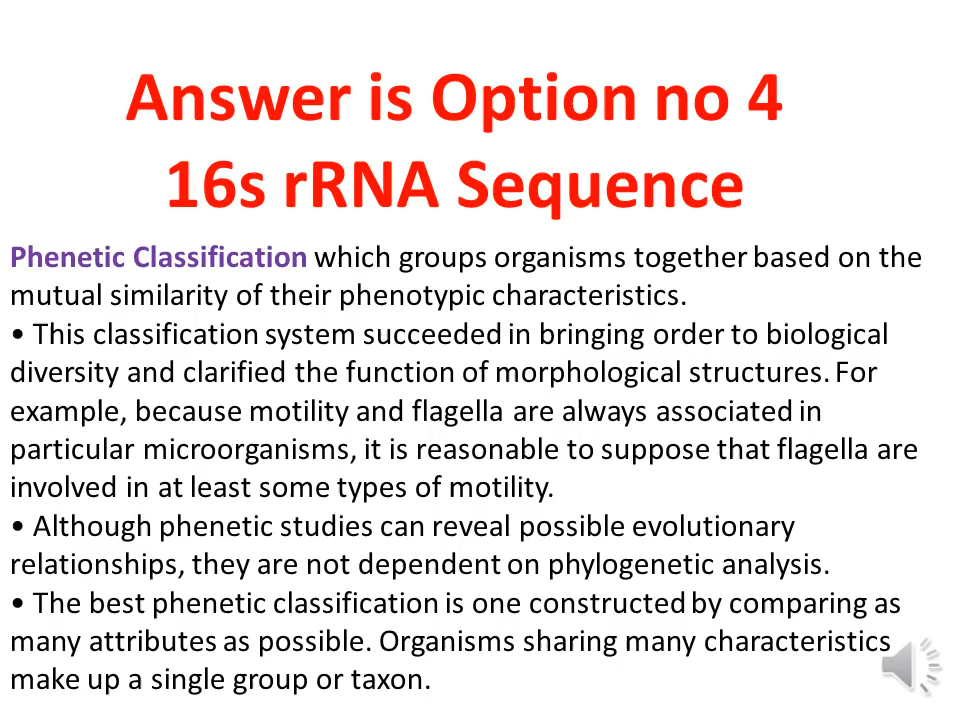 Answer is Option no 4
16s rRNA Sequence
Phenetic Classification which groups organisms together based on the
mutual similarity of their phenotypic characteristics.
• This classification system succeeded in bringing order to biological
diversity and clarified the function of morphological structures. For
example, because motility and flagella are always associated in
particular microorganisms, it is reasonable to suppose that flagella are
involved in at least some types of motility.
• Although phenetic studies can reveal possible evolutionary
relationships, they are not dependent on phylogenetic analysis.
• The best phenetic classification is one constructed by comparing as
many attributes as possible. Organisms sharing many characteristics
make up a single group or taxon.